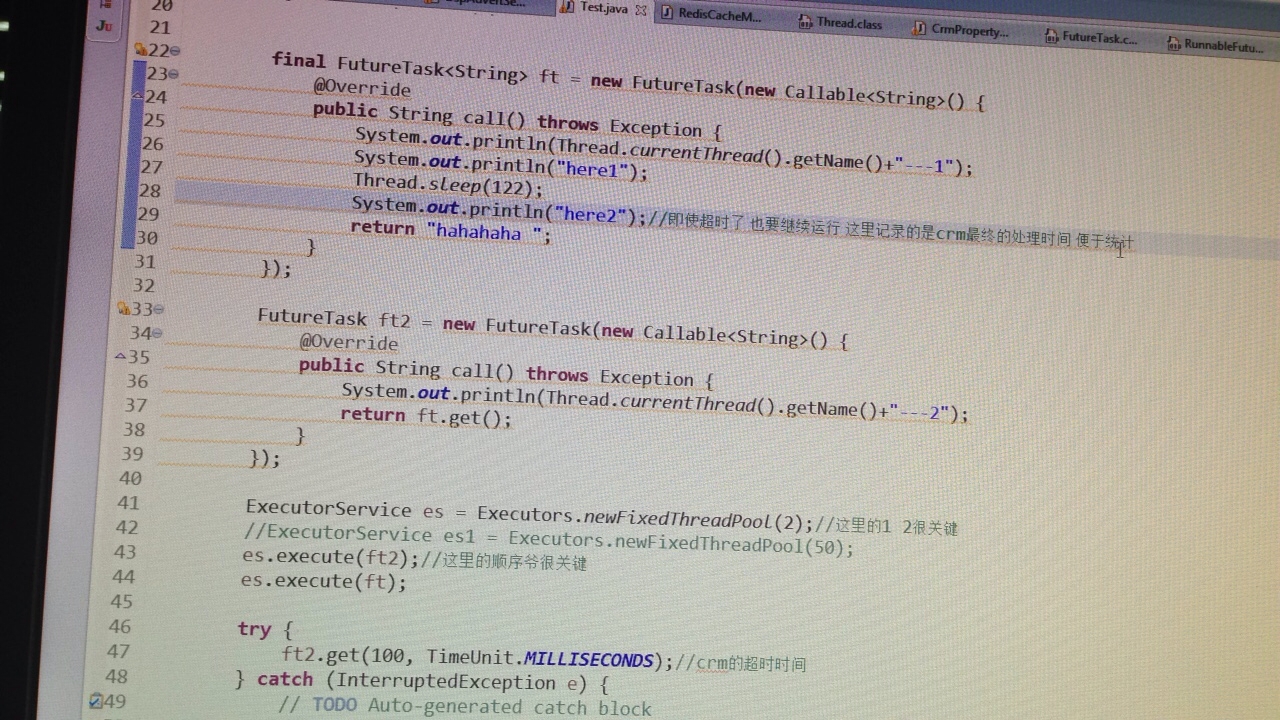 Test.java RedisCacheM... Thread.class CrmProperty... FutureTask.c... RunnableFutu...
20
21
22 final FutureTask<String> ft = new FutureTask(new Callable<String>() {
23 @Override
24 public String call() throws Exception {
25 System.out.println(Thread.currentThread().getName()+"---1");
26 System.out.println("here1");
27 Thread.sleep(122);
28 System.out.println("here2");//即使超时了 也要继续运行 这里记录的是crm最终的处理时间 便于统计
29 return "hahahaha ";
30 }
31 });
32
33 FutureTask ft2 = new FutureTask(new Callable<String>() {
34 @Override
35 public String call() throws Exception {
36 System.out.println(Thread.currentThread().getName()+"---2");
37 return ft.get();
38 }
39 });
40
41 ExecutorService es = Executors.newFixedThreadPool(2);//这里的1 2很关键
42 //ExecutorService es1 = Executors.newFixedThreadPool(50);
43 es.execute(ft2);//这里的顺序爷很关键
44 es.execute(ft);
45
46 try {
47 ft2.get(100, TimeUnit.MILLISECONDS);//crm的超时时间
48 } catch (InterruptedException e) {
49 // TODO Auto-generated catch block